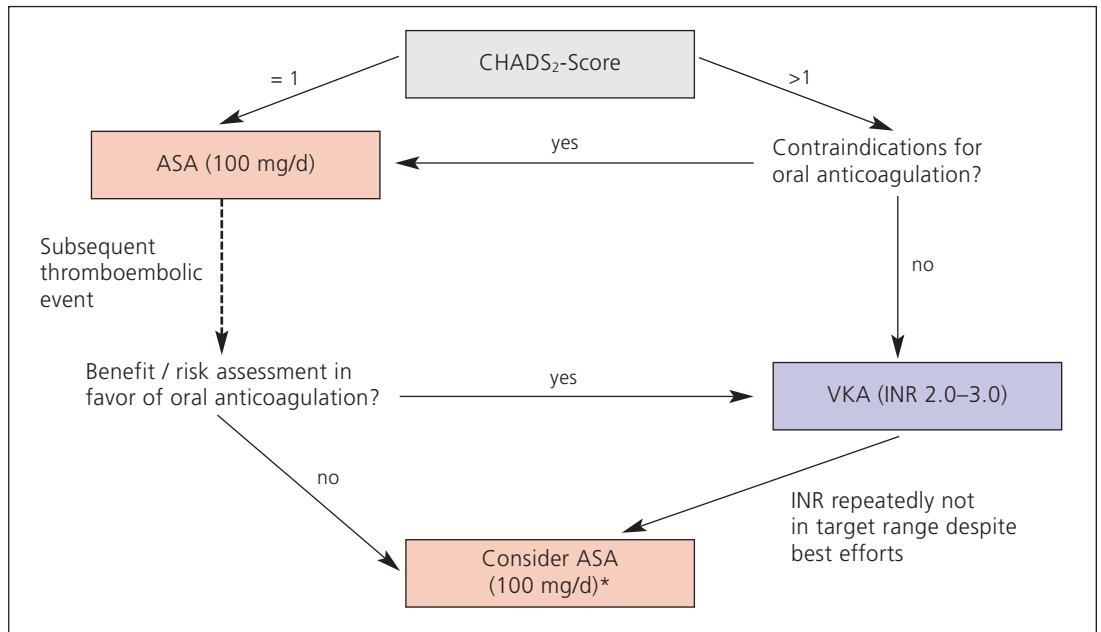 CHADS₂-Score
= 1
>1
ASA (100 mg/d)
yes
Contraindications for
oral anticoagulation?
Subsequent
thromboembolic
event
no
Benefit / risk assessment in
favor of oral anticoagulation?
yes
VKA (INR 2.0–3.0)
no
INR repeatedly not
in target range despite
best efforts
Consider ASA
(100 mg/d)*